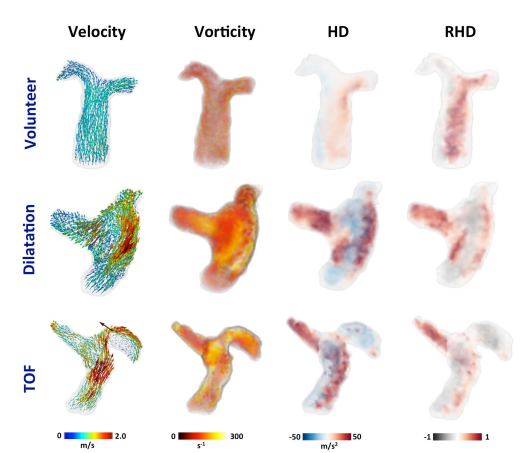 Velocity Vorticity HD RHD
Volunteer
Dilatation
TOF
0 2.0 0 300 -50 50 -1 1
m/s s⁻¹ m/s²